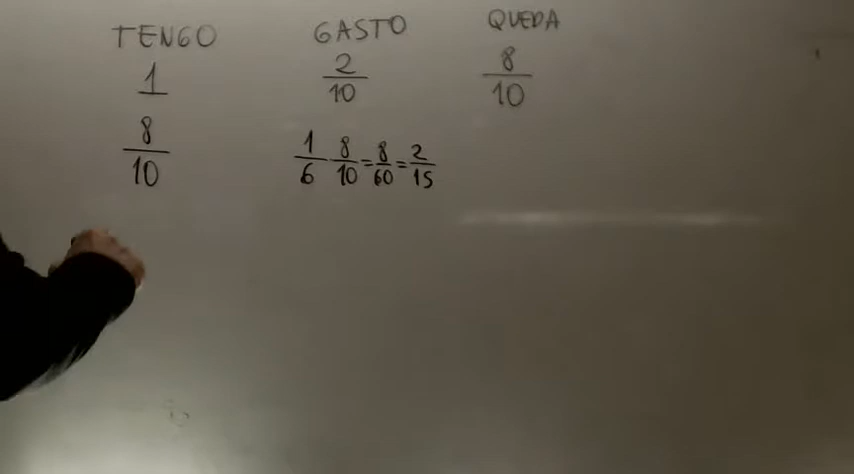 TENGO GASTO QUEDA
1 2/10 8/10
8/10 1/6 · 8/10 = 8/60 = 2/15